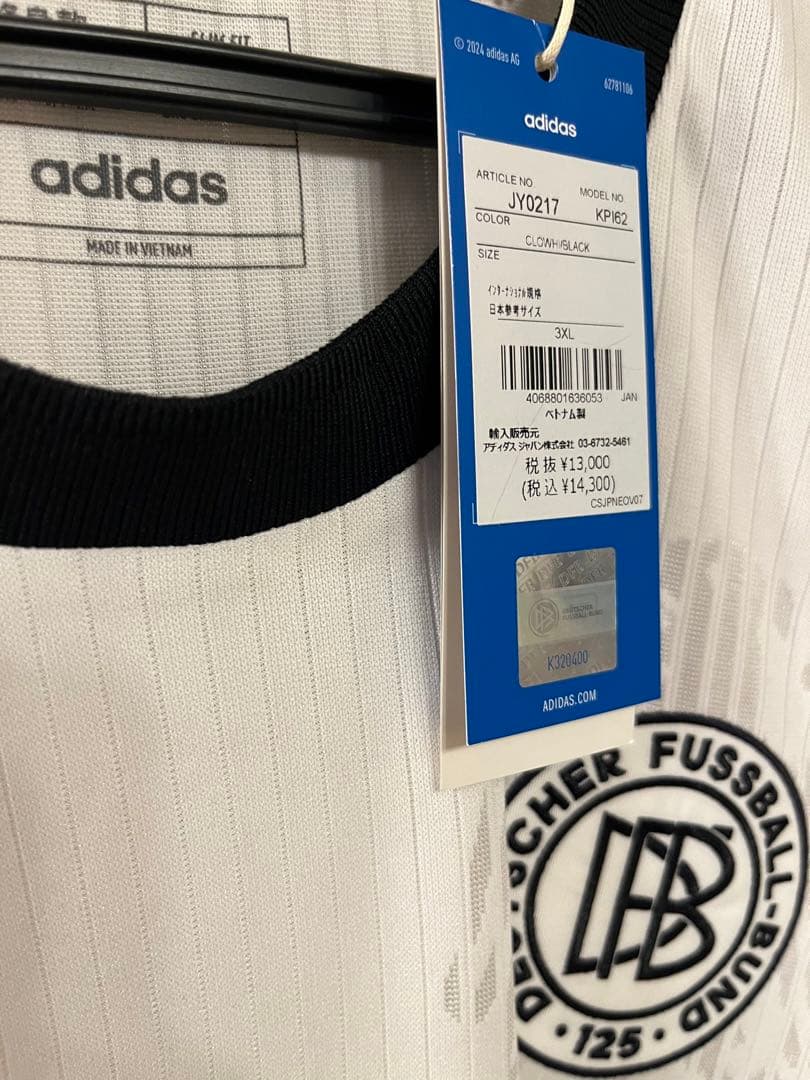 SLIM FIT
adidas
MADE IN VIETNAM
© 2024 adidas AG
62781106
adidas
ARTICLE NO.
MODEL NO.
JY0217
KPI62
COLOR
CLOWHI/BLACK
SIZE
インターナショナル規格
日本参考サイズ
3XL
4068801636053 JAN
ベトナム製
輸入販売元
アディダス ジャパン株式会社 03-6732-5461
税抜 ¥13,000
(税込 ¥14,300)
CSJPNEOV07
DEUTSCHER
FUSSBALL-BUND
K320400
ADIDAS.COM
DEUTSCHER FUSSBALL-BUND
DFB
125